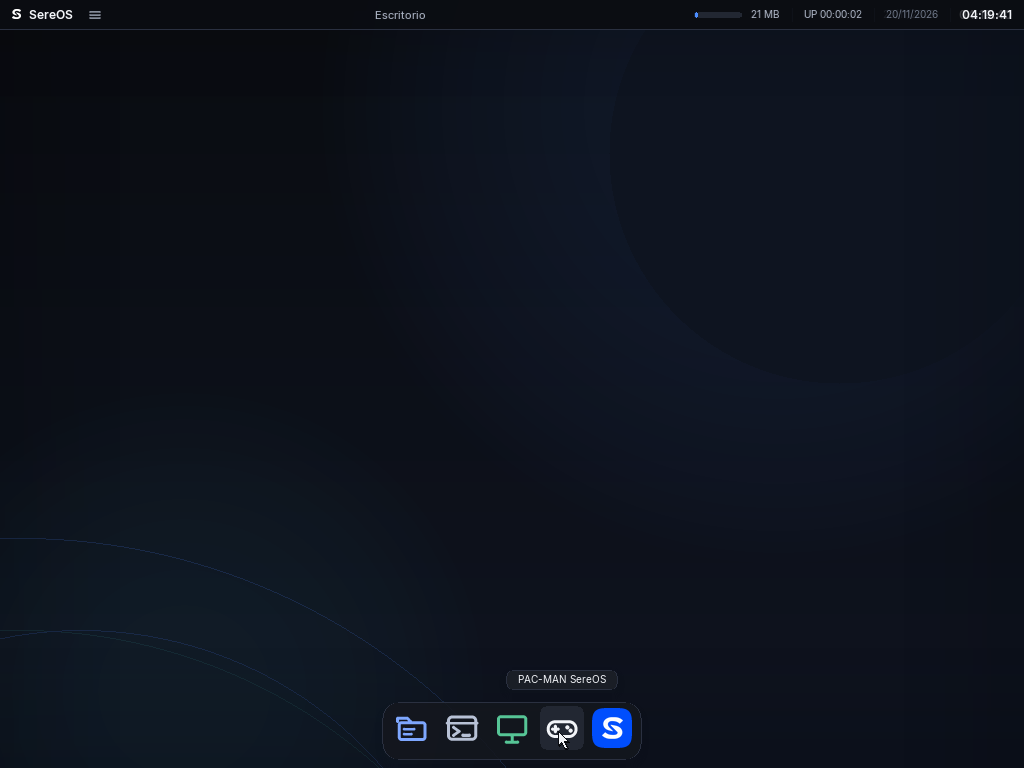 S SereOS
Escritorio
21 MB
UP 00:00:02
20/11/2026
04:19:41
PAC-MAN SereOS
S